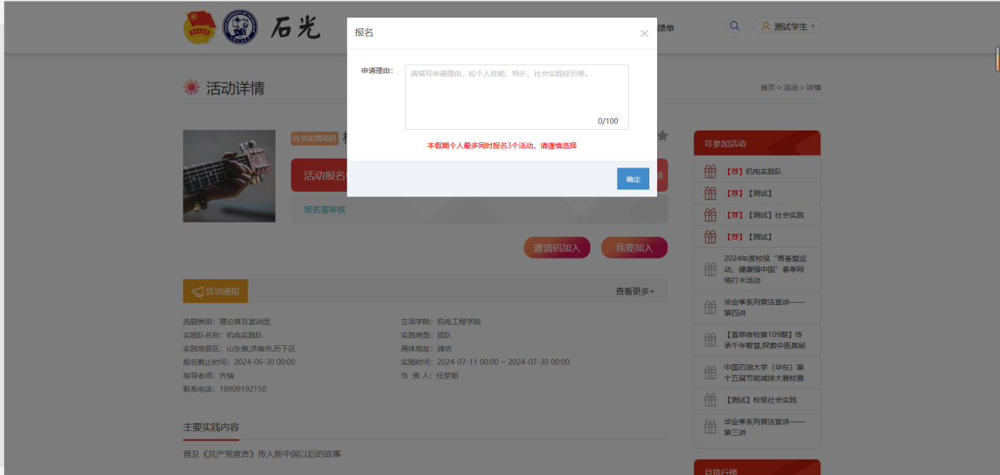 石光
绩单
测试学生
报名
申请理由:
请填写申请理由,如个人技能、特长、社会实践经历等。
0/100
本假期个人最多同时报名3个活动,请谨慎选择
确定
活动详情
首页 > 活动 > 详情
社会实践项目
活动报名
报名需审核
邀请码加入
我要加入
活动通知
查看更多+
选题类别:理论普及宣讲团
立项学院:机电工程学院
实践队名称:机电实践队
实践类型:团队
实践地县区:山东省,济南市,历下区
具体地址:潍坊
报名截止时间:2024-06-30 00:00
实践时间:2024-07-11 00:00 ~ 2024-07-30 00:00
指导老师:齐瑞
负 责 人:任梦茹
联系电话:18909192150
主要实践内容
普及《共产党宣言》传入新中国以后的故事
可参加活动
【荐】机电实践队
【荐】【测试】
【荐】【测试】社会实践
【荐】【测试】
2024年度校级“青春爱运
动,健康强中国”春季网
络打卡活动
毕业季系列普法宣讲——
第四讲
【荟萃夜校第109期】传
承千年智慧,探索中医奥秘
中国石油大学(华东)第
十五届节能减排大赛校赛
【测试】校级社会实践
毕业季系列普法宣讲——
第三讲
月排行榜